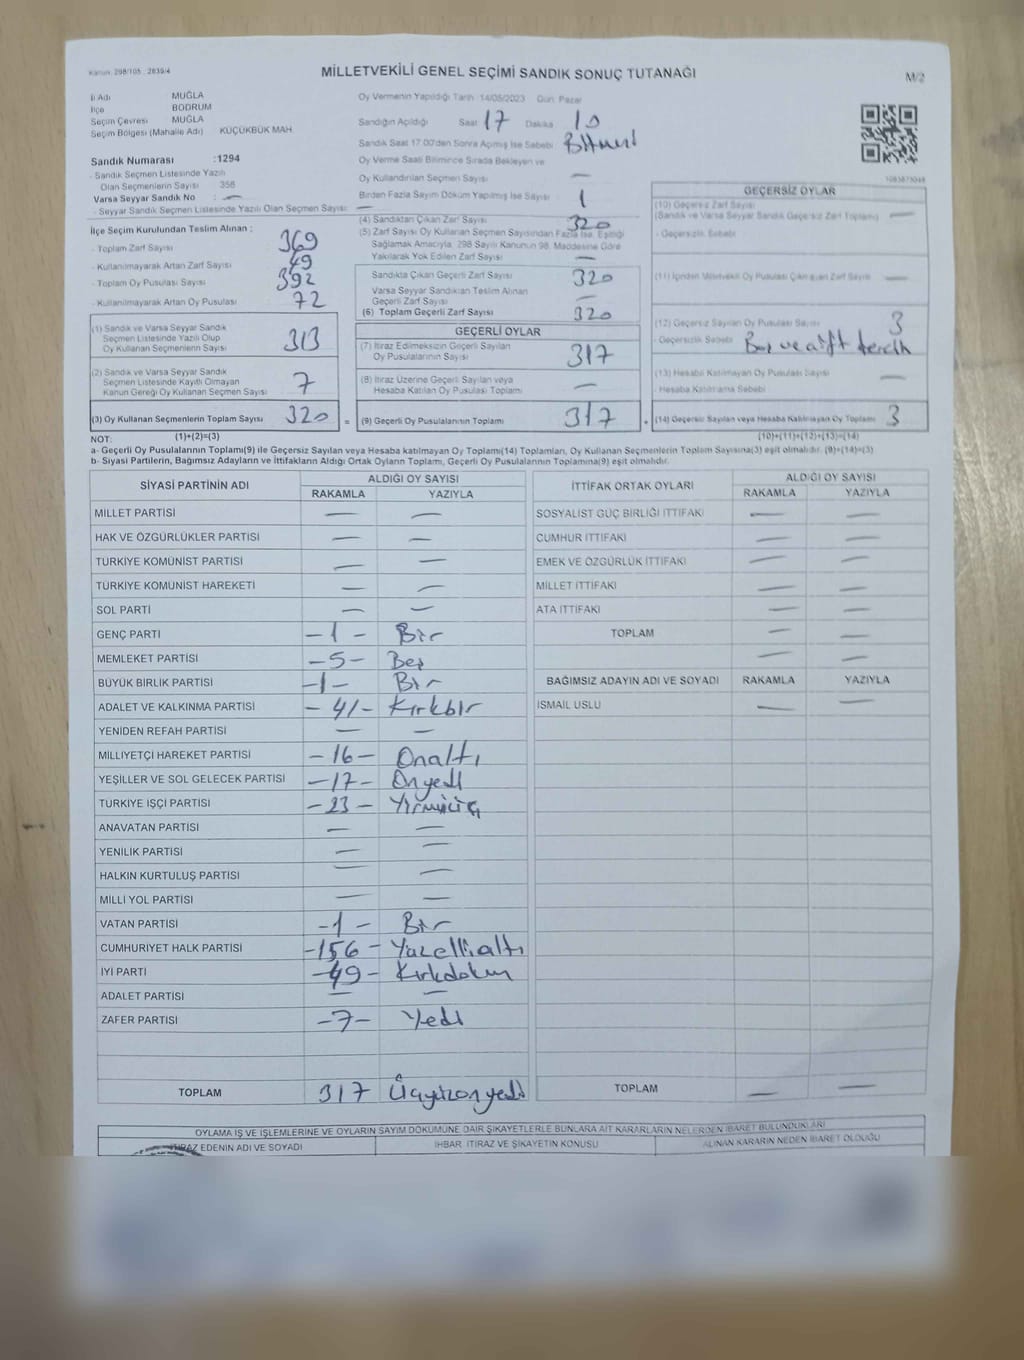 Kanun: 298/105 : 2839/4
MİLLETVEKİLİ GENEL SEÇİMİ SANDIK SONUÇ TUTANAĞI
M/2
İl Adı MUĞLA
İlçe BODRUM
Seçim Çevresi MUĞLA
Seçim Bölgesi (Mahalle Adı) KÜÇÜKBÜK MAH.
Sandık Numarası :1294
- Sandık Seçmen Listesinde Yazılı
Olan Seçmenlerin Sayısı 358
Varsa Seyyar Sandık No : —
- Seyyar Sandık Seçmen Listesinde Yazılı Olan Seçmen Sayısı: —
İlçe Seçim Kurulundan Teslim Alınan :
- Toplam Zarf Sayısı 369
- Kullanılmayarak Artan Zarf Sayısı 49
- Toplam Oy Pusulası Sayısı 392
- Kullanılmayarak Artan Oy Pusulası 72
(1) Sandık ve Varsa Seyyar Sandık
Seçmen Listesinde Yazılı Olup
Oy Kullanan Seçmenlerin Sayısı 313
(2) Sandık ve Varsa Seyyar Sandık
Seçmen Listesinde Kayıtlı Olmayan
Kanun Gereği Oy Kullanan Seçmen Sayısı 7
(3) Oy Kullanan Seçmenlerin Toplam Sayısı 320 =
Oy Vermenin Yapıldığı Tarih :14/05/2023 Gün: Pazar
Sandığın Açıldığı Saat 17 Dakika 10
Sandık Saat 17.00'den Sonra Açımış İse Sebebi:
Oy Verme Saati Bitimince Sırada Bekleyen ve
Oy Kullandırılan Seçmen Sayısı —
Birden Fazla Sayım Döküm Yapılmış İse Sayısı 1
(4) Sandıktan Çıkan Zarf Sayısı 320
(5) Zarf Sayısı Oy Kullanan Seçmen Sayısından Fazla İse, Eşitliği
Sağlamak Amacıyla, 298 Sayılı Kanunun 98. Maddesine Göre
Yakılarak Yok Edilen Zarf Sayısı —
Sandıkta Çıkan Geçerli Zarf Sayısı 320
Varsa Seyyar Sandıktan Teslim Alınan
Geçerli Zarf Sayısı —
(6) Toplam Geçerli Zarf Sayısı 320
GEÇERLİ OYLAR
(7) İtiraz Edilmeksizin Geçerli Sayılan
Oy Pusulalarının Sayısı 317
(8) İtiraz Üzerine Geçerli Sayılan veya
Hesaba Katılan Oy Pusulası Toplamı —
(9) Geçerli Oy Pusulalarının Toplamı 317 +
GEÇERSİZ OYLAR
(10) Geçersiz Zarf Sayısı
(Sandık ve Varsa Seyyar Sandık Geçersiz Zarf Toplamı) —
- Geçersizlik Sebebi
(11) İçinden Milletvekili Oy Pusulası Çıkmayan Zarf Sayısı —
(12) Geçersiz Sayılan Oy Pusulası Sayısı 3
- Geçersizlik Sebebi Boş ve çift tercih
(13) Hesaba Katılmayan Oy Pusulası Sayısı —
- Hesaba Katılmama Sebebi
(14) Geçersiz Sayılan veya Hesaba Katılmayan Oy Toplamı 3
NOT: (1)+(2)=(3) (10)+(11)+(12)+(13)=(14)
a- Geçerli Oy Pusulalarının Toplamı(9) ile Geçersiz Sayılan veya Hesaba katılmayan Oy Toplamı(14) Toplamları, Oy Kullanan Seçmenlerin Toplam Sayısına(3) eşit olmalıdır. (9)+(14)=(3)
b- Siyasi Partilerin, Bağımsız Adayların ve İttifakların Aldığı Ortak Oyların Toplamı, Geçerli Oy Pusulalarının Toplamına(9) eşit olmalıdır.
SİYASİ PARTİNİN ADI ALDIĞI OY SAYISI
RAKAMLA YAZIYLA
MİLLET PARTİSİ — —
HAK VE ÖZGÜRLÜKLER PARTİSİ — —
TÜRKİYE KOMÜNİST PARTİSİ — —
TÜRKİYE KOMÜNİST HAREKETİ — —
SOL PARTİ — —
GENÇ PARTİ -1- Bir
MEMLEKET PARTİSİ -5- Beş
BÜYÜK BİRLİK PARTİSİ -1- Bir
ADALET VE KALKINMA PARTİSİ -41- Kırkbir
YENİDEN REFAH PARTİSİ — —
MİLLİYETÇİ HAREKET PARTİSİ -16- Onaltı
YEŞİLLER VE SOL GELECEK PARTİSİ -17- Onyedi
TÜRKİYE İŞÇİ PARTİSİ -23- Yirmiüç
ANAVATAN PARTİSİ — —
YENİLİK PARTİSİ — —
HALKIN KURTULUŞ PARTİSİ — —
MİLLİ YOL PARTİSİ — —
VATAN PARTİSİ -1- Bir
CUMHURİYET HALK PARTİSİ -156- Yüzellialtı
İYİ PARTİ -49- Kırkdokuz
ADALET PARTİSİ — —
ZAFER PARTİSİ -7- Yedi
TOPLAM 317 Üçyüzonyedi
İTTİFAK ORTAK OYLARI ALDIĞI OY SAYISI
RAKAMLA YAZIYLA
SOSYALİST GÜÇ BİRLİĞİ İTTİFAKI — —
CUMHUR İTTİFAKI — —
EMEK VE ÖZGÜRLÜK İTTİFAKI — —
MİLLET İTTİFAKI — —
ATA İTTİFAKI — —
TOPLAM — —
— —
BAĞIMSIZ ADAYIN ADI VE SOYADI RAKAMLA YAZIYLA
İSMAİL USLU — —
TOPLAM — —
OYLAMA İŞ VE İŞLEMLERİNE VE OYLARIN SAYIM DÖKÜMÜNE DAİR ŞİKAYETLERLE BUNLARA AİT KARARLARIN NELERDEN İBARET BULUNDUKLARI
İTİRAZ EDENİN ADI VE SOYADI İHBAR, İTİRAZ VE ŞİKAYETİN KONUSU ALINAN KARARIN NEDEN İBARET OLDUĞU